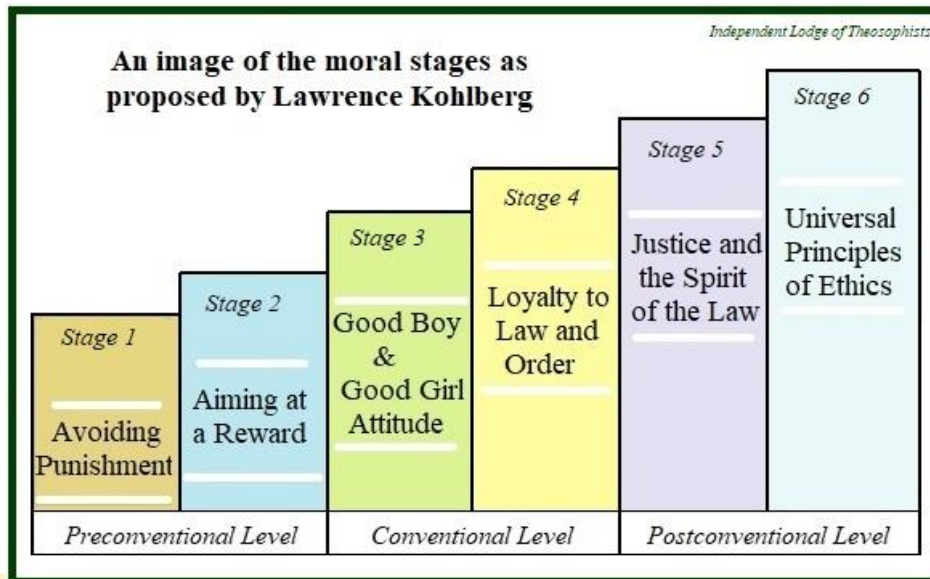 Independent Lodge of Theosophists
An image of the moral stages as
proposed by Lawrence Kohlberg
Stage 1
Avoiding
Punishment
Stage 2
Aiming at
a Reward
Stage 3
Good Boy
&
Good Girl
Attitude
Stage 4
Loyalty to
Law and
Order
Stage 5
Justice and
the Spirit
of the Law
Stage 6
Universal
Principles
of Ethics
Preconventional Level
Conventional Level
Postconventional Level